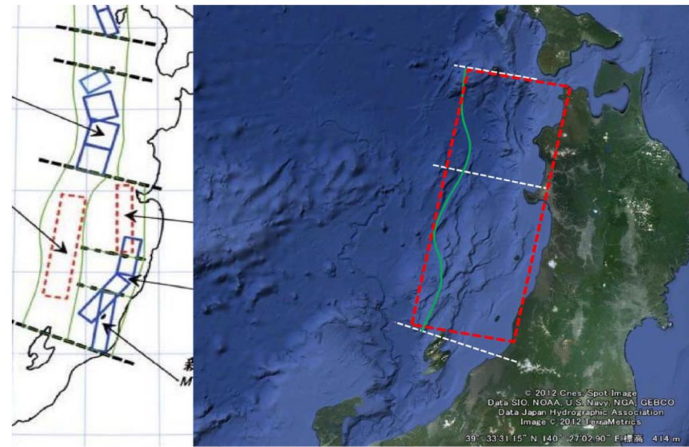 新
M
© 2012 Cnes/Spot Image
Data SIO, NOAA, U.S. Navy, NGA, GEBCO
Data Japan Hydrographic Association
Image © 2012 TerraMetrics
39° 33'31.15" N 140° 27'02.90" E 標高 414 m